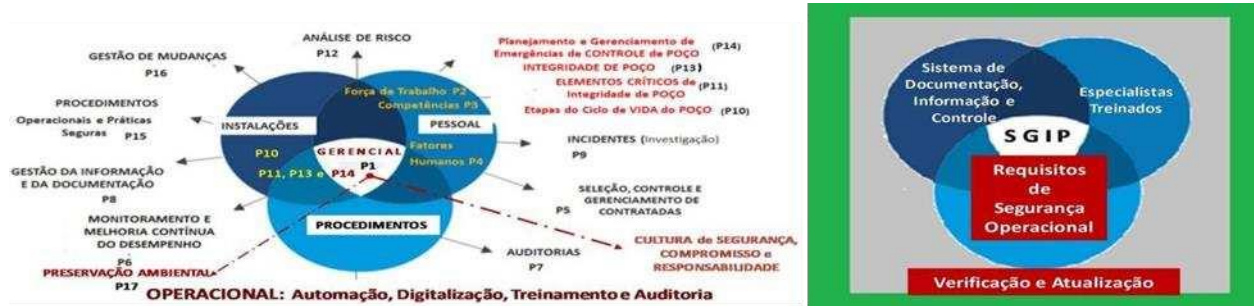 ANÁLISE DE RISCO
P12
GESTÃO DE MUDANÇAS
P16
PROCEDIMENTOS
Operacionais e Práticas
Seguras
P15
GESTÃO DA INFORMAÇÃO
E DA DOCUMENTAÇÃO
P8
MONITORAMENTO E
MELHORIA CONTÍNUA
DO DESEMPENHO
P6
PRESERVAÇÃO AMBIENTAL
P17
INSTALAÇÕES
P10
P11, P13 e P14
Força de Trabalho P2
Competências P3
PESSOAL
Fatores
Humanos P4
GERENCIAL
P1
PROCEDIMENTOS
Planejamento e Gerenciamento de
Emergências de CONTROLE de POÇO (P14)
INTEGRIDADE DE POÇO (P13)
ELEMENTOS CRÍTICOS de
Integridade de POÇO (P11)
Etapas do Ciclo de VIDA do POÇO (P10)
INCIDENTES (Investigação)
P9
SELEÇÃO, CONTROLE E
GERENCIAMENTO DE
CONTRATADAS
P5
AUDITORIAS
P7
CULTURA de SEGURANÇA,
COMPROMISSO e
RESPONSABILIDADE
OPERACIONAL: Automação, Digitalização, Treinamento e Auditoria
Sistema de
Documentação,
Informação e
Controle
Especialistas
Treinados
SGIP
Requisitos
de
Segurança
Operacional
Verificação e Atualização